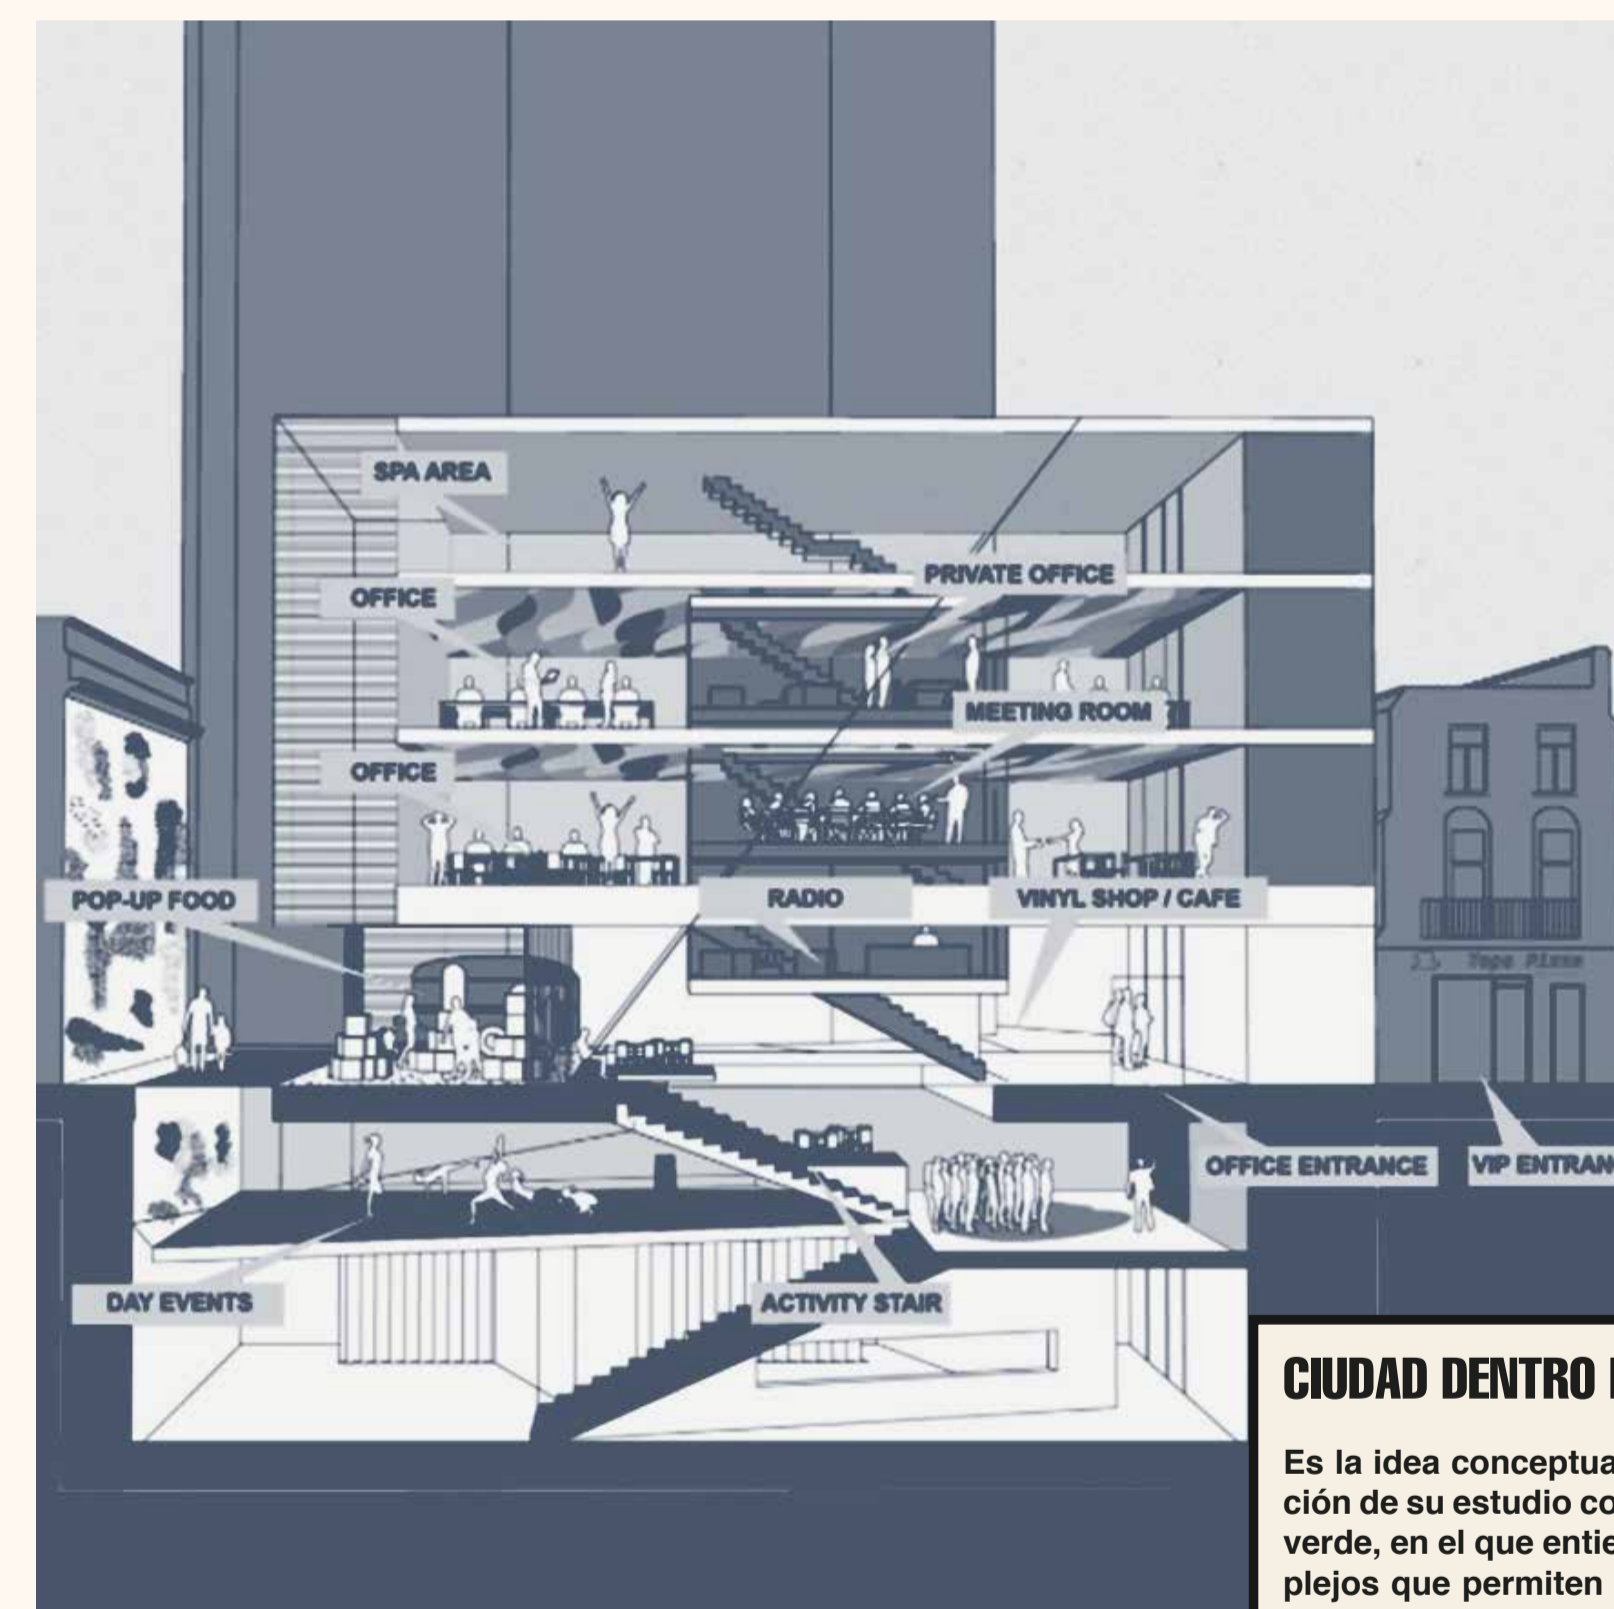 SPA AREA
PRIVATE OFFICE
OFFICE
MEETING ROOM
OFFICE
POP-UP FOOD
RADIO
VINYL SHOP / CAFE
OFFICE ENTRANCE
VIP ENTRAN
DAY EVENTS
ACTIVITY STAIR
CIUDAD DENTRO
Es la idea conceptua
ción de su estudio co
verde, en el que entie
plejos que permiten